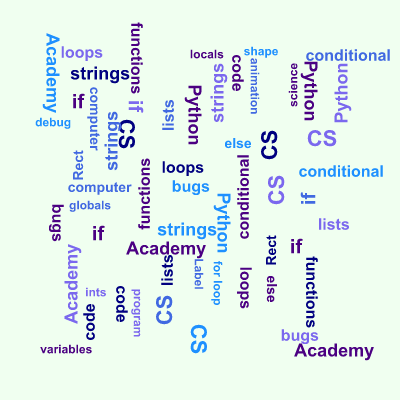 functions
Academy
loops
locals
shape
conditional
strings
code
animation
science
Python
Python
strings
if
computer
if
lists
Python
debug
CS
strings
else
CS
CS
Rect
loops
conditional
functions
bugs
conditional
CS
if
computer
globals
bugs
Python
lists
if
strings
Academy
if
Rect
Academy
lists
Label
for loop
loops
else
functions
ints
code
code
program
CS
CS
bugs
variables
Academy